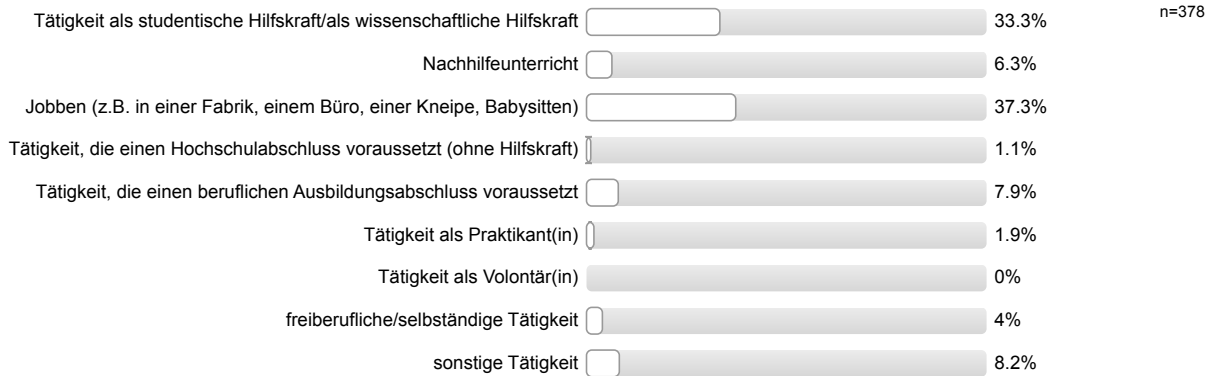 Tätigkeit als studentische Hilfskraft/als wissenschaftliche Hilfskraft 33.3% n=378
Nachhilfeunterricht 6.3%
Jobben (z.B. in einer Fabrik, einem Büro, einer Kneipe, Babysitten) 37.3%
Tätigkeit, die einen Hochschulabschluss voraussetzt (ohne Hilfskraft) 1.1%
Tätigkeit, die einen beruflichen Ausbildungsabschluss voraussetzt 7.9%
Tätigkeit als Praktikant(in) 1.9%
Tätigkeit als Volontär(in) 0%
freiberufliche/selbständige Tätigkeit 4%
sonstige Tätigkeit 8.2%